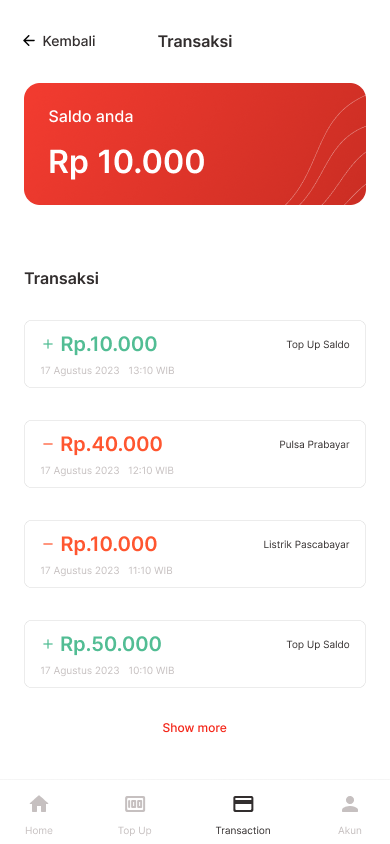 Kembali
Transaksi
Saldo anda
Rp 10.000
Transaksi
+ Rp.10.000
Top Up Saldo
17 Agustus 2023 13:10 WIB
− Rp.40.000
Pulsa Prabayar
17 Agustus 2023 12:10 WIB
− Rp.10.000
Listrik Pascabayar
17 Agustus 2023 11:10 WIB
+ Rp.50.000
Top Up Saldo
17 Agustus 2023 10:10 WIB
Show more
Home
Top Up
Transaction
Akun